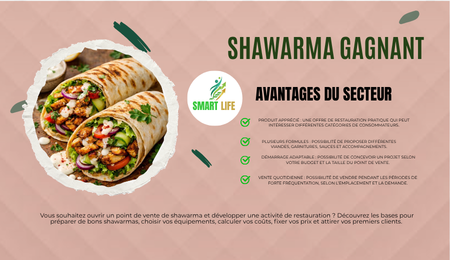 SHAWARMA GAGNANT
SMART LIFE
AVANTAGES DU SECTEUR
PRODUIT APPRÉCIÉ : UNE OFFRE DE RESTAURATION PRATIQUE QUI PEUT
INTÉRESSER DIFFÉRENTES CATÉGORIES DE CONSOMMATEURS.
PLUSIEURS FORMULES : POSSIBILITÉ DE PROPOSER DIFFÉRENTES
VIANDES, GARNITURES, SAUCES ET ACCOMPAGNEMENTS.
DÉMARRAGE ADAPTABLE : POSSIBILITÉ DE CONCEVOIR UN PROJET SELON
VOTRE BUDGET ET LA TAILLE DU POINT DE VENTE.
VENTE QUOTIDIENNE : POSSIBILITÉ DE VENDRE PENDANT LES PÉRIODES DE
FORTE FRÉQUENTATION, SELON L'EMPLACEMENT ET LA DEMANDE.
Vous souhaitez ouvrir un point de vente de shawarma et développer une activité de restauration ? Découvrez les bases pour
préparer de bons shawarmas, choisir vos équipements, calculer vos coûts, fixer vos prix et attirer vos premiers clients.